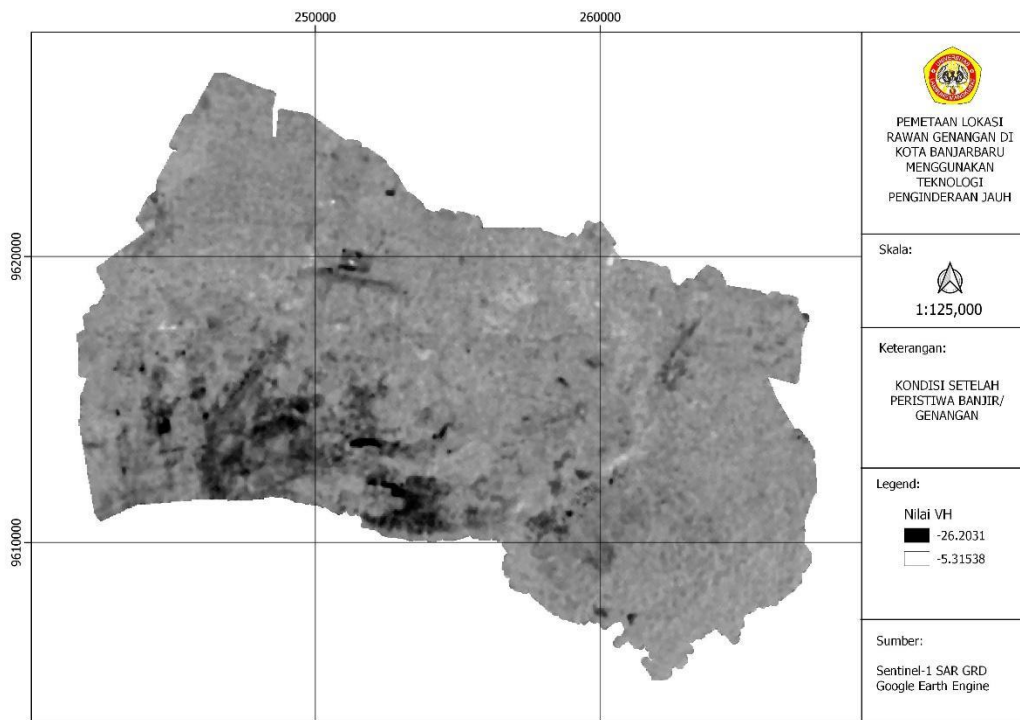 250000
260000
9620000
9610000
PEMETAAN LOKASI
RAWAN GENANGAN DI
KOTA BANJARBARU
MENGGUNAKAN
TEKNOLOGI
PENGINDERAAN JAUH
Skala:
1:125,000
Keterangan:
KONDISI SETELAH
PERISTIWA BANJIR/
GENANGAN
Legend:
Nilai VH
-26.2031
-5.31538
Sumber:
Sentinel-1 SAR GRD
Google Earth Engine